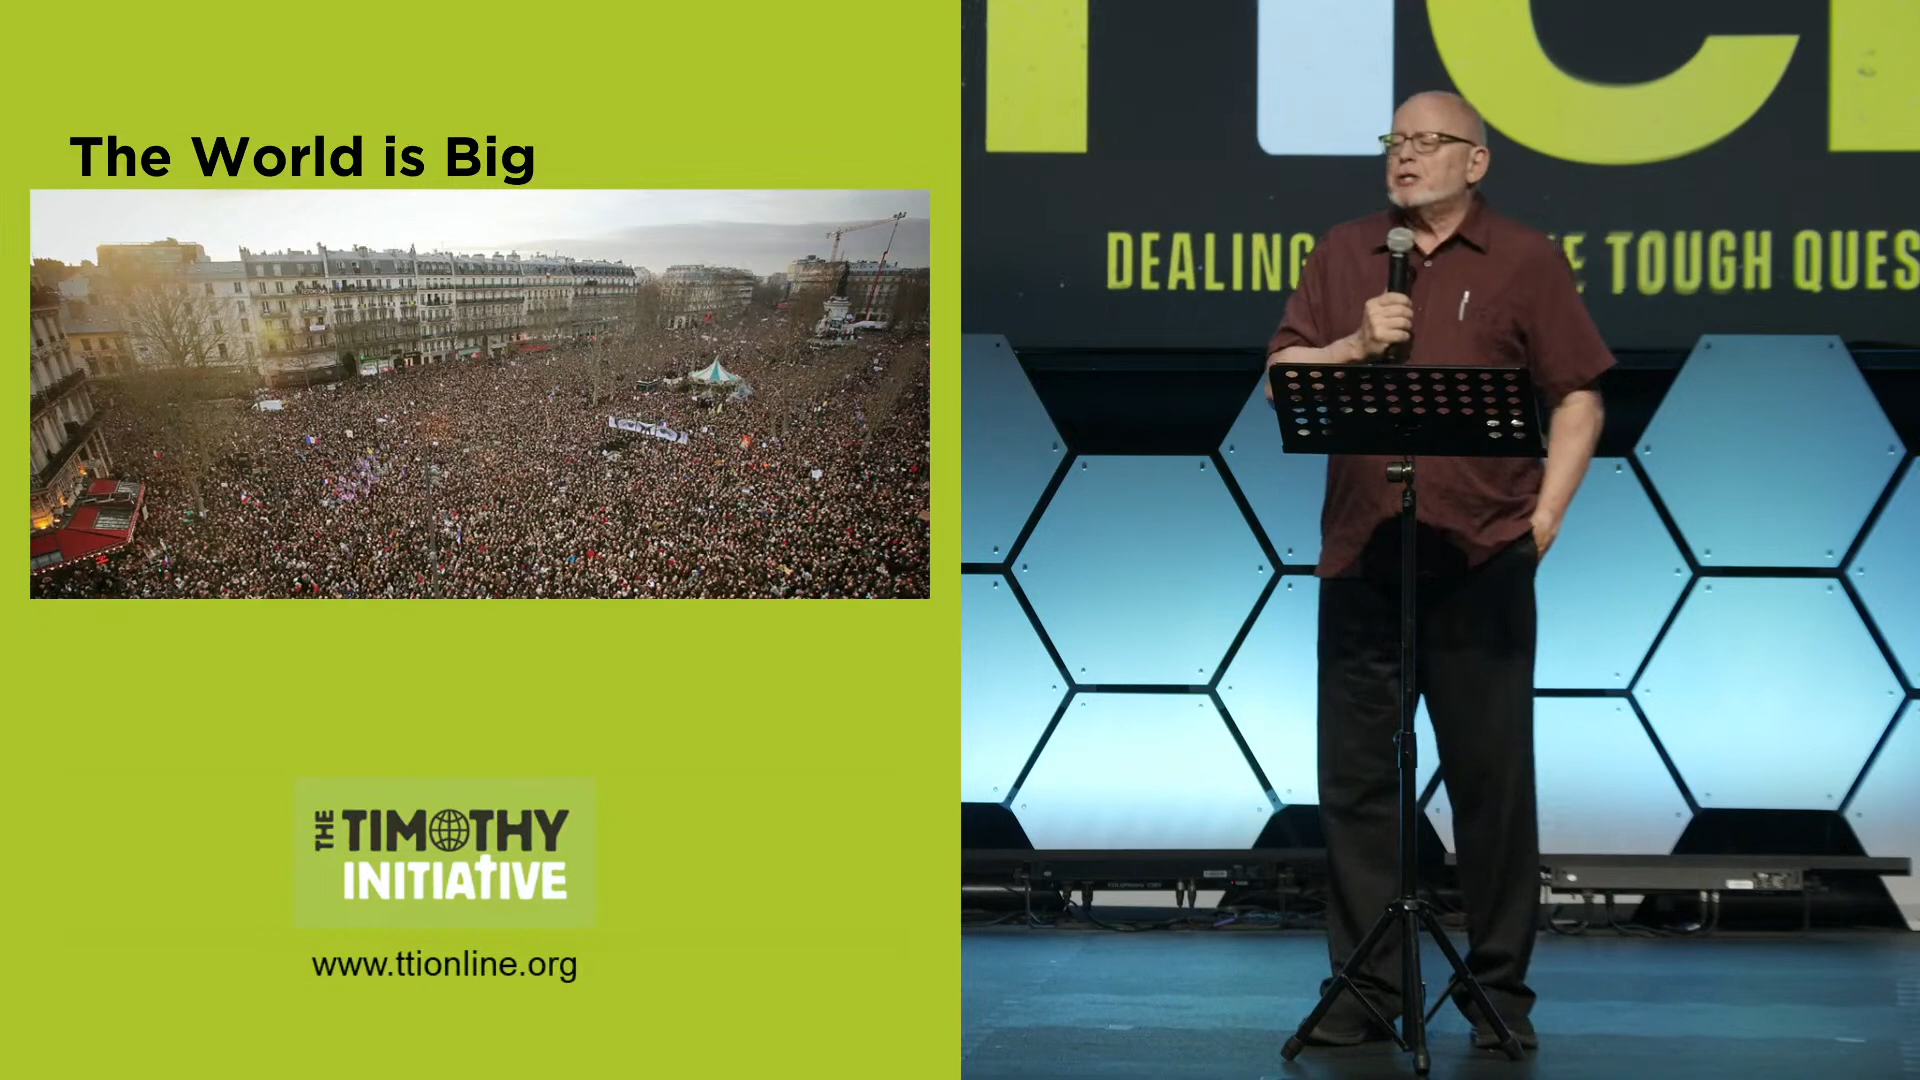 The World is Big
THE TIMOTHY
INITIATIVE
www.ttionline.org
DEALING
TOUGH QUES